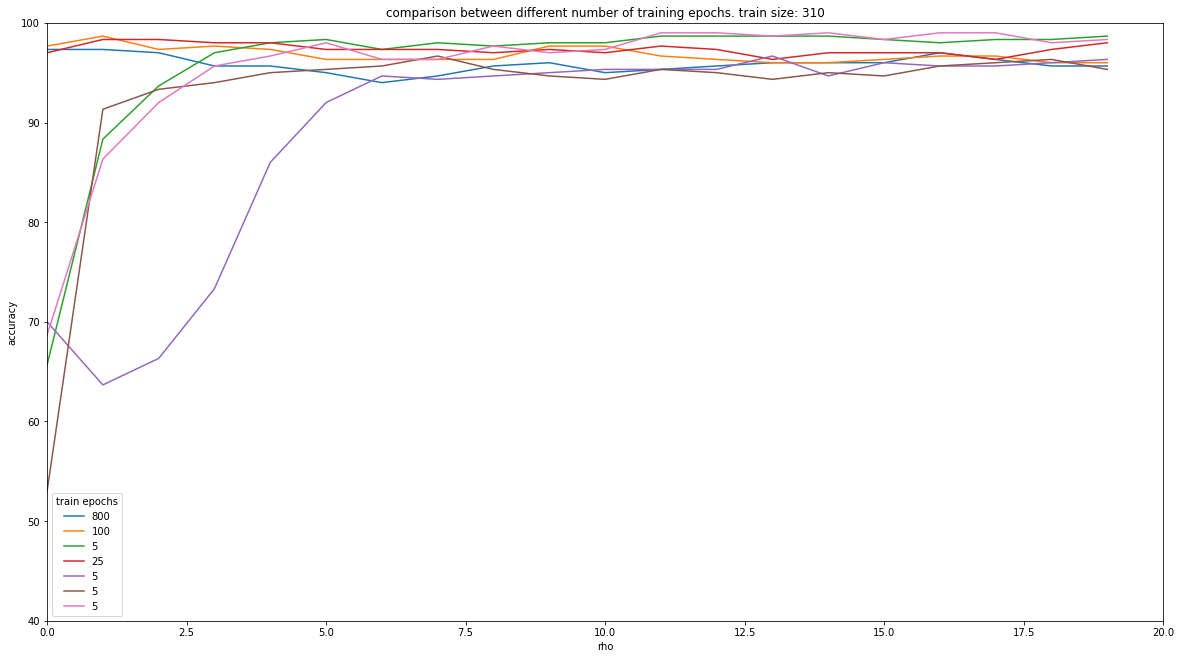 comparison between different number of training epochs. train size: 310
100
90
80
70
60
50
40
accuracy
train epochs
800
100
5
25
5
5
5
0.0 2.5 5.0 7.5 10.0 12.5 15.0 17.5 20.0
rho